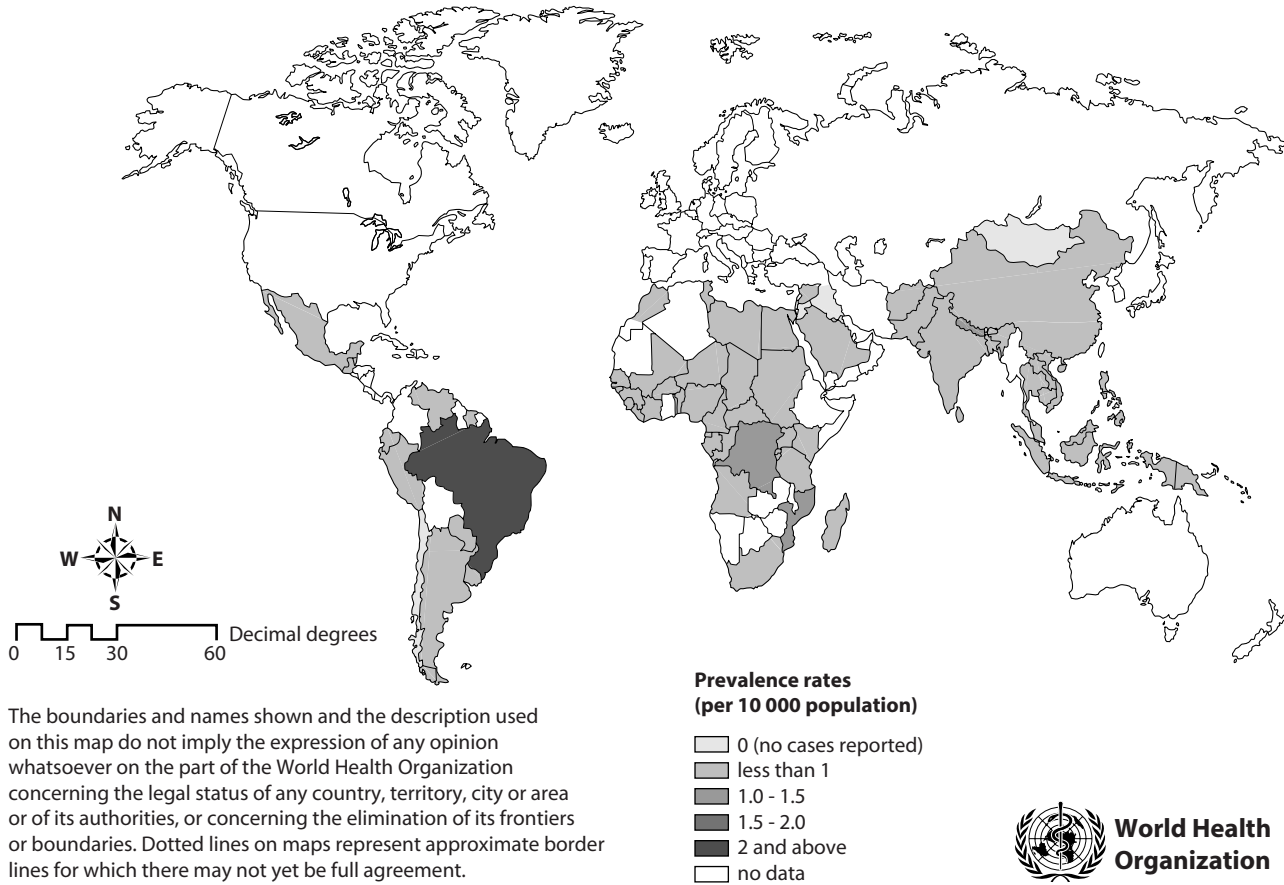 N
W E
S
Decimal degrees
0 15 30 60
The boundaries and names shown and the description used
on this map do not imply the expression of any opinion
whatsoever on the part of the World Health Organization
concerning the legal status of any country, territory, city or area
or of its authorities, or concerning the elimination of its frontiers
or boundaries. Dotted lines on maps represent approximate border
lines for which there may not yet be full agreement.
Prevalence rates
(per 10 000 population)
0 (no cases reported)
less than 1
1.0 - 1.5
1.5 - 2.0
2 and above
no data
World Health
Organization